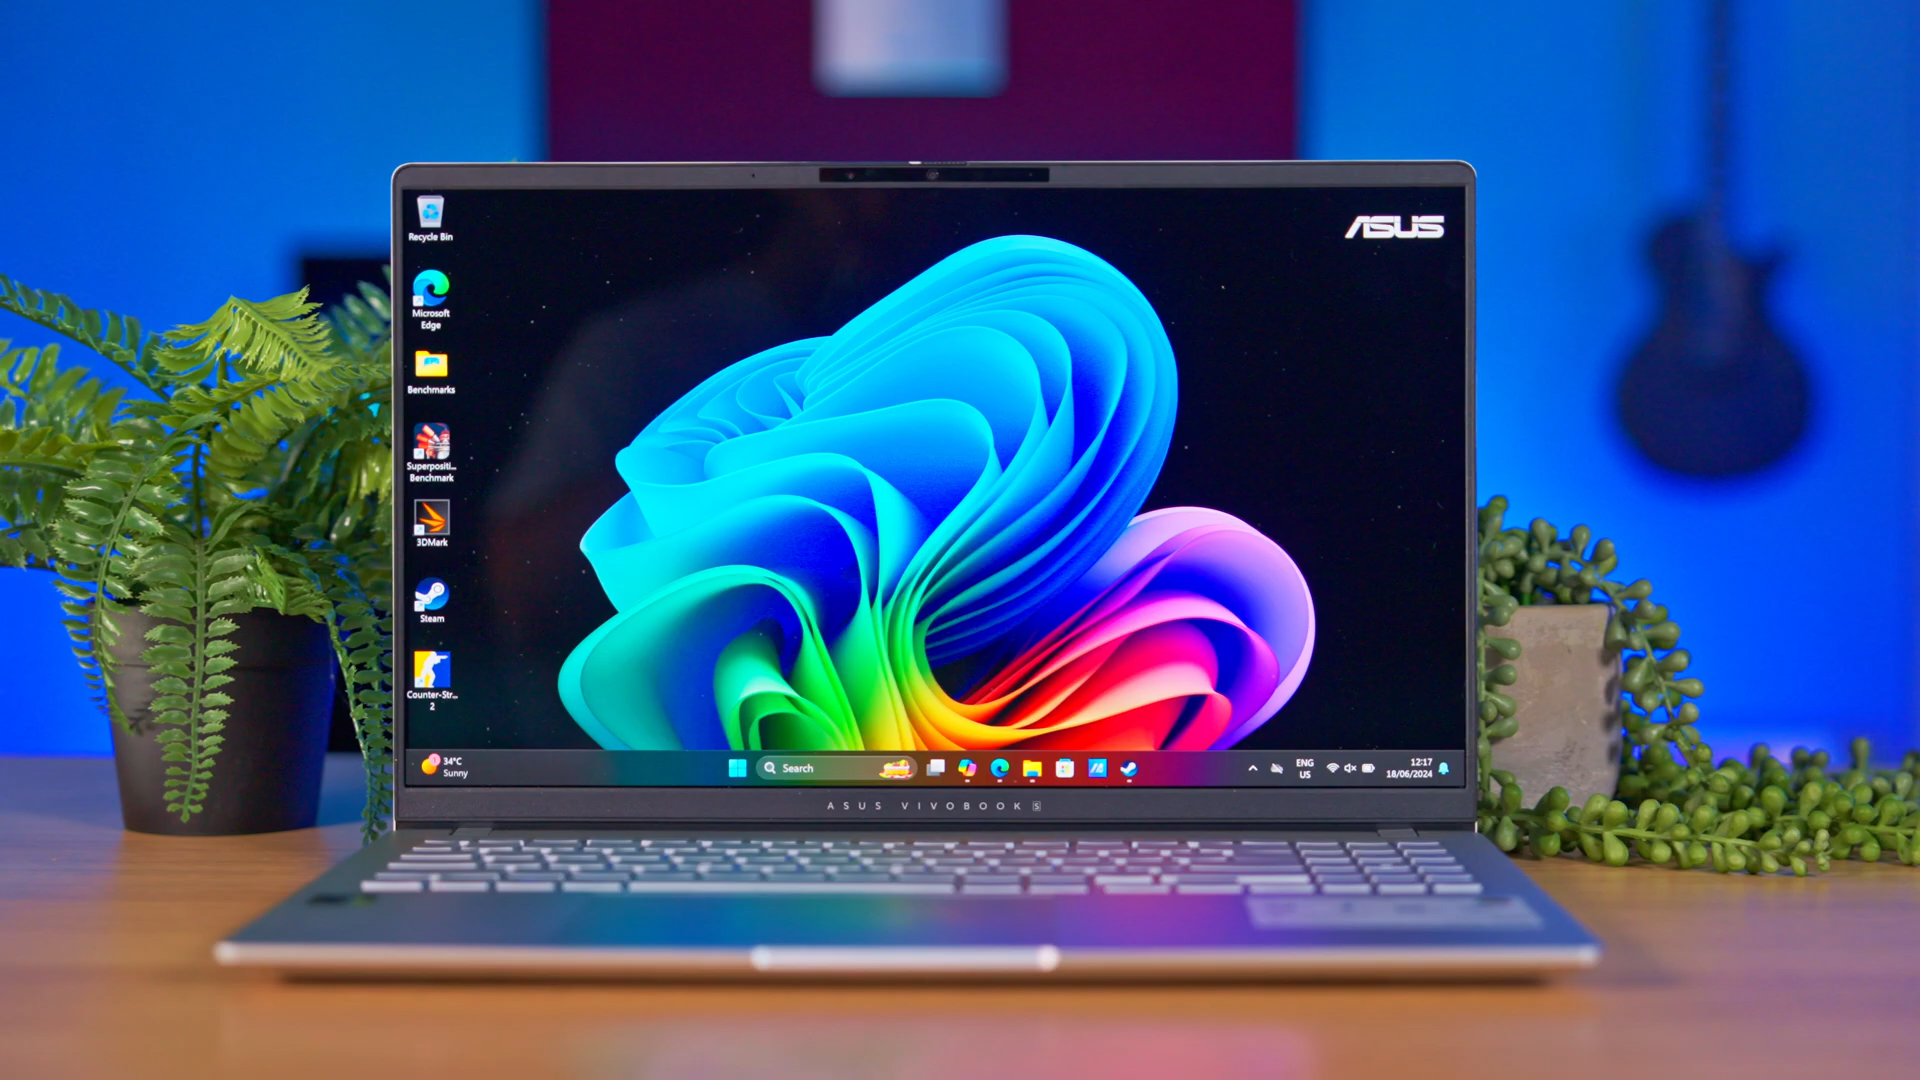 Recycle Bin
ASUS
Microsoft
Edge
Benchmarks
Superpositi...
Benchmark
3DMark
Steam
Counter-Str...
2
1
34°C
Sunny
Search
ENG
US
12:17
18/06/2024
ASUS VIVOBOOK S